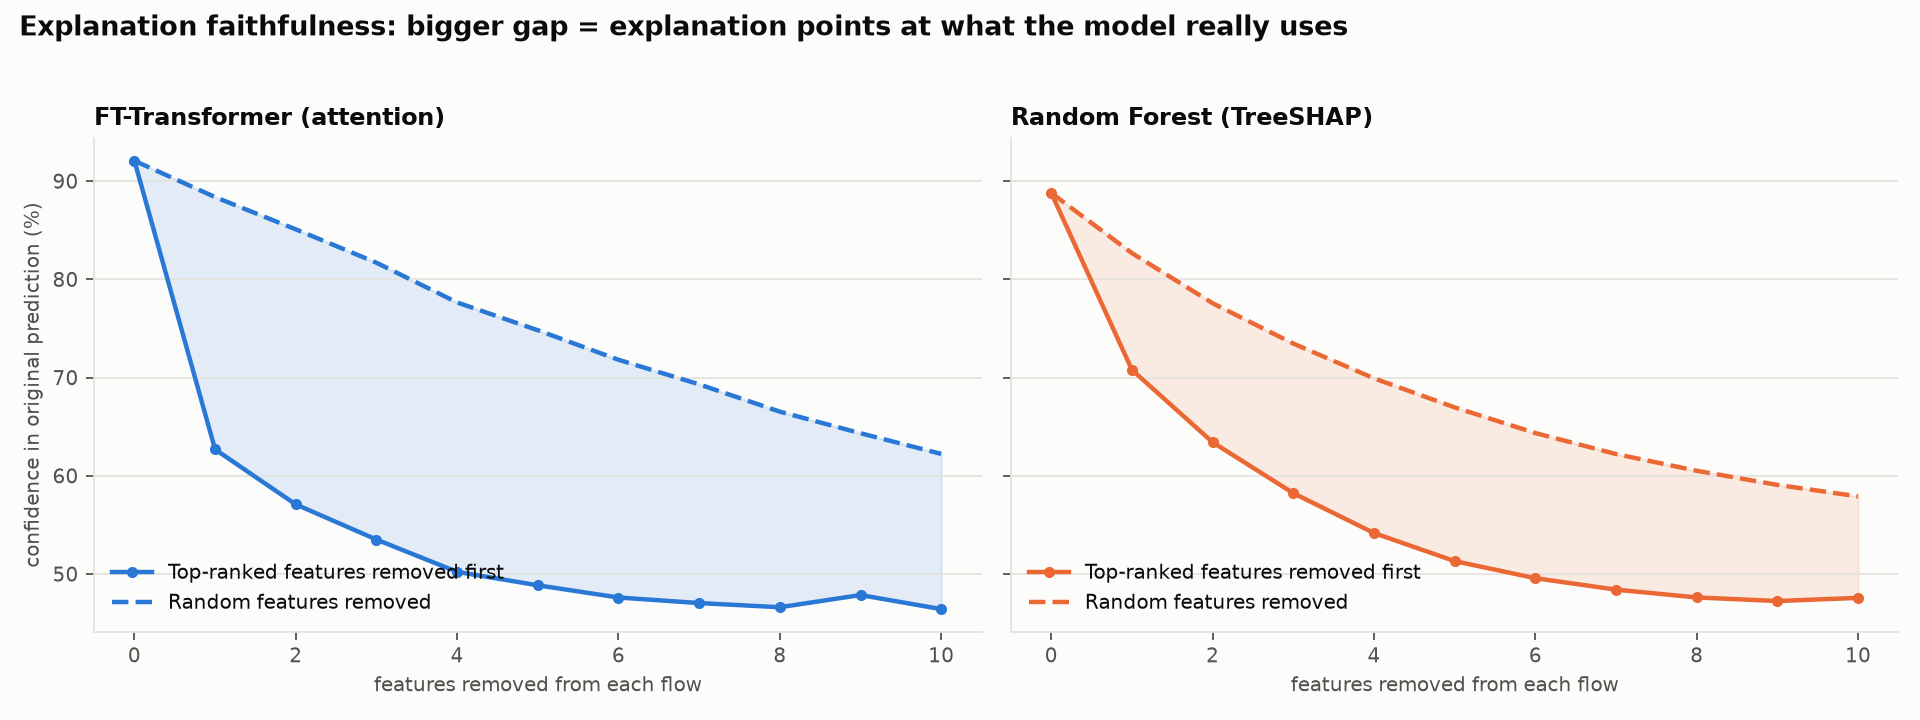 Explanation faithfulness: bigger gap = explanation points at what the model really uses
FT-Transformer (attention)
confidence in original prediction (%)
90
80
70
60
50
Top-ranked features removed first
Random features removed
0 2 4 6 8 10
features removed from each flow
Random Forest (TreeSHAP)
Top-ranked features removed first
Random features removed
0 2 4 6 8 10
features removed from each flow